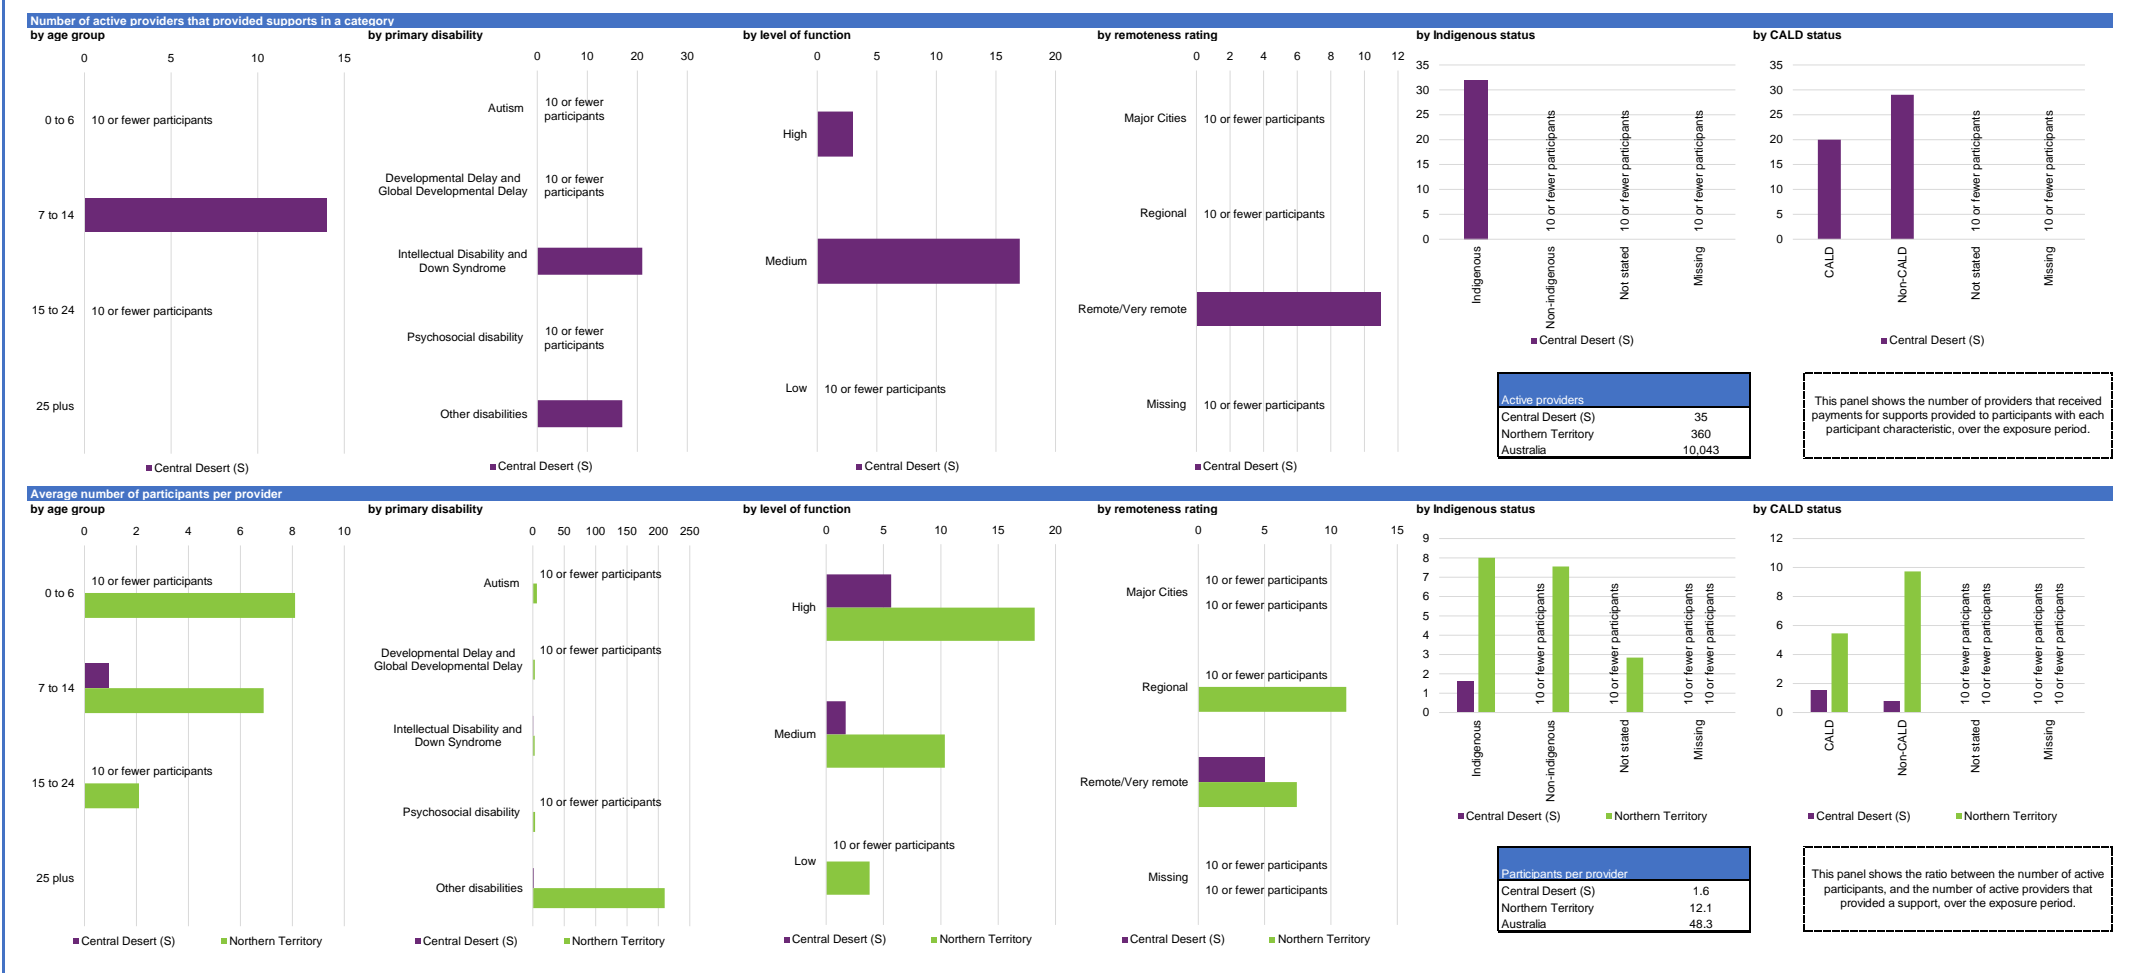 Number of active providers that provided supports in a category
by age group
0 5 10 15
0 to 6
10 or fewer participants
7 to 14
15 to 24
10 or fewer participants
25 plus
Central Desert (S)
by primary disability
0 10 20 30
Autism
10 or fewer
participants
Developmental Delay and
Global Developmental Delay
10 or fewer
participants
Intellectual Disability and
Down Syndrome
Psychosocial disability
10 or fewer
participants
Other disabilities
Central Desert (S)
by level of function
0 5 10 15 20
High
Medium
Low
10 or fewer participants
Central Desert (S)
by remoteness rating
0 2 4 6 8 10 12
Major Cities
10 or fewer participants
Regional
10 or fewer participants
Remote/Very remote
Missing
10 or fewer participants
Central Desert (S)
by Indigenous status
35
30
25
20
15
10
5
0
10 or fewer participants
10 or fewer participants
10 or fewer participants
Indigenous
Non-indigenous
Not stated
Missing
Central Desert (S)
by CALD status
35
30
25
20
15
10
5
0
10 or fewer participants
10 or fewer participants
CALD
Non-CALD
Not stated
Missing
Central Desert (S)
Active providers
Central Desert (S) 35
Northern Territory 360
Australia 10,043
This panel shows the number of providers that received
payments for supports provided to participants with each
participant characteristic, over the exposure period.
Average number of participants per provider
by age group
0 2 4 6 8 10
10 or fewer participants
0 to 6
7 to 14
10 or fewer participants
15 to 24
25 plus
Central Desert (S) Northern Territory
by primary disability
0 50 100 150 200 250
10 or fewer participants
Autism
10 or fewer participants
Developmental Delay and
Global Developmental Delay
Intellectual Disability and
Down Syndrome
10 or fewer participants
Psychosocial disability
Other disabilities
Central Desert (S) Northern Territory
by level of function
0 5 10 15 20
High
Medium
10 or fewer participants
Low
Central Desert (S) Northern Territory
by remoteness rating
0 5 10 15
10 or fewer participants
Major Cities
10 or fewer participants
10 or fewer participants
Regional
Remote/Very remote
10 or fewer participants
Missing
10 or fewer participants
Central Desert (S) Northern Territory
by Indigenous status
9
8
7
6
5
4
3
2
1
0
10 or fewer participants
10 or fewer participants
10 or fewer participants
10 or fewer participants
Indigenous
Non-indigenous
Not stated
Missing
Central Desert (S) Northern Territory
by CALD status
12
10
8
6
4
2
0
10 or fewer participants
10 or fewer participants
10 or fewer participants
10 or fewer participants
CALD
Non-CALD
Not stated
Missing
Central Desert (S) Northern Territory
Participants per provider
Central Desert (S) 1.6
Northern Territory 12.1
Australia 48.3
This panel shows the ratio between the number of active
participants, and the number of active providers that
provided a support, over the exposure period.